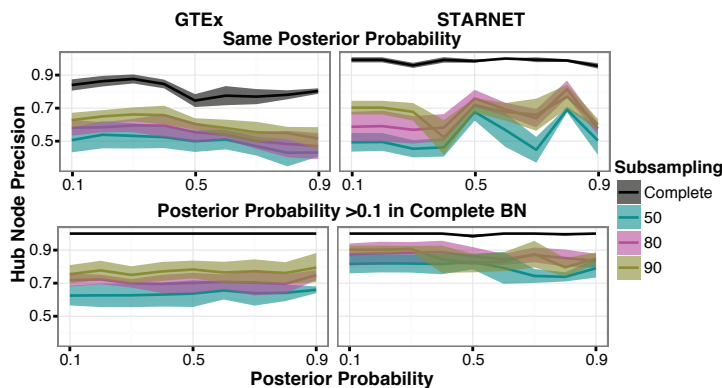 GTEx STARNET
Same Posterior Probability
0.9
0.7
0.5
0.1 0.5 0.9 0.1 0.5 0.9
Posterior Probability >0.1 in Complete BN
0.9
0.7
0.5
0.1 0.5 0.9 0.1 0.5 0.9
Posterior Probability
Hub Node Precision
Subsampling
Complete
50
80
90